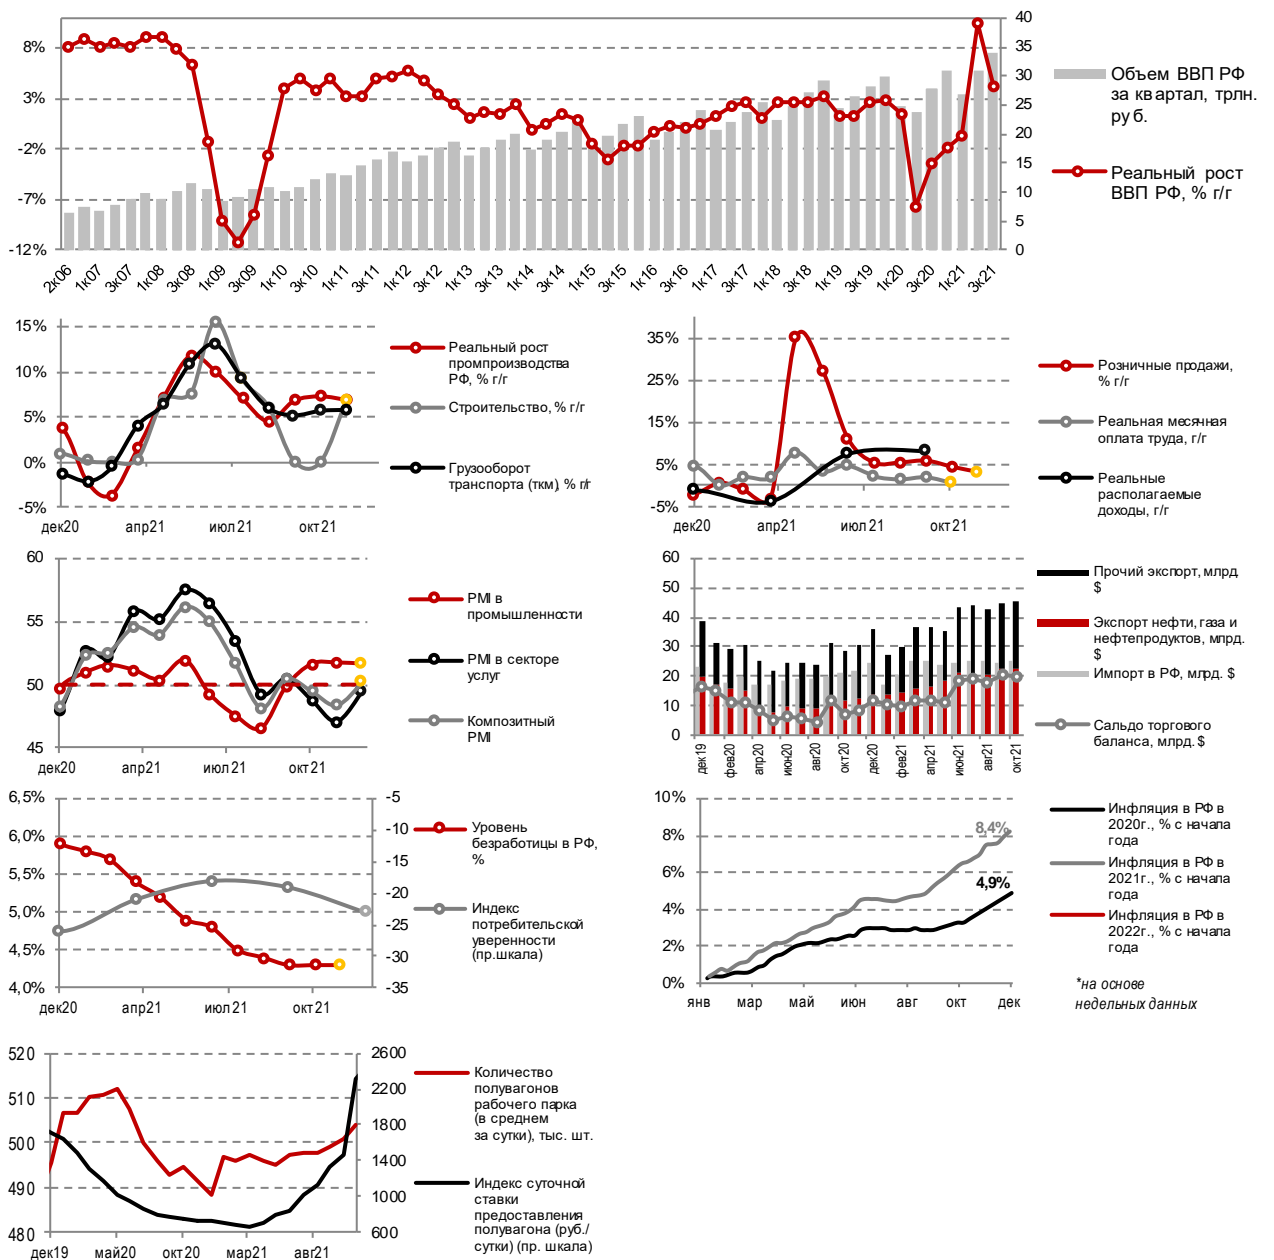 8%
3%
-2%
-7%
-12%
40
35
30
25
20
15
10
5
0
2к06
1к07
3к07
1к08
3к08
1к09
3к09
1к10
3к10
1к11
3к11
1к12
3к12
1к13
3к13
1к14
3к14
1к15
3к15
1к16
3к16
1к17
3к17
1к18
3к18
1к19
3к19
1к20
3к20
1к21
3к21
Объем ВВП РФ
за квартал, трлн.
руб.
Реальный рост
ВВП РФ, % г/г
15%
10%
5%
0%
-5%
дек20
апр21
июл21
окт21
Реальный рост
промпроизводства
РФ, % г/г
Строительство, % г/г
Грузооборот
транспорта (ткм), % г/г
35%
25%
15%
5%
-5%
дек20
апр21
июл21
окт21
Розничные продажи,
% г/г
Реальная месячная
оплата труда, г/г
Реальные
располагаемые
доходы, г/г
60
55
50
45
дек20
апр21
июл21
окт21
PMI в
промышленности
PMI в секторе
услуг
Композитный
PMI
60
50
40
30
20
10
0
дек19
фев20
апр20
июн20
авг20
окт20
дек20
фев21
апр21
июн21
авг21
окт21
Прочий экспорт, млрд.
$
Экспорт нефти, газа и
нефтепродуктов, млрд.
$
Импорт в РФ, млрд. $
Сальдо торгового
баланса, млрд. $
6,5%
6,0%
5,5%
5,0%
4,5%
4,0%
-5
-10
-15
-20
-25
-30
-35
дек20
апр21
июл21
окт21
Уровень
безработицы в РФ,
%
Индекс
потребительской
уверенности
(пр.шкала)
10%
8%
6%
4%
2%
0%
8,4%
4,9%
янв
мар
май
июн
авг
окт
дек
Инфляция в РФ в
2020г., % с начала
года
Инфляция в РФ в
2021г., % с начала
года
Инфляция в РФ в
2022г., % с начала
года
*на основе
недельных данных
520
510
500
490
480
2600
2200
1800
1400
1000
600
дек19
май20
окт20
мар21
авг21
Количество
полувагонов
рабочего парка
(в среднем
за сутки), тыс. шт.
Индекс суточной
ставки
предоставления
полувагона (руб./
сутки) (пр. шкала)